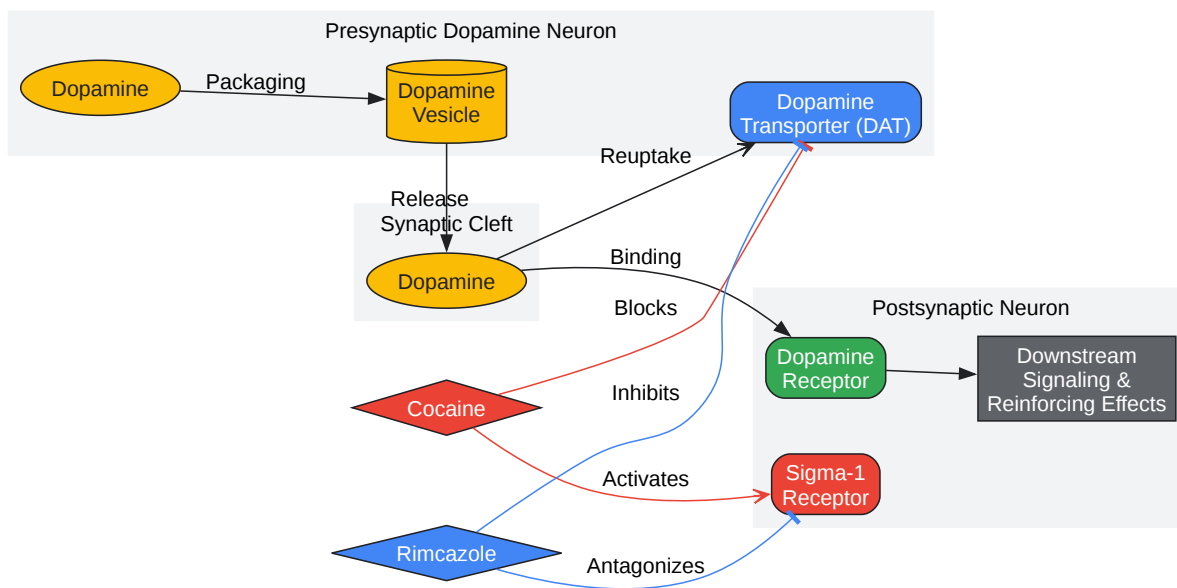 Presynaptic Dopamine Neuron
Dopamine
Packaging
Dopamine
Vesicle
Dopamine
Transporter (DAT)
Reuptake
Release
Synaptic Cleft
Dopamine
Binding
Blocks
Postsynaptic Neuron
Dopamine
Receptor
Downstream
Signaling &
Reinforcing Effects
Cocaine
Inhibits
Activates
Sigma-1
Receptor
Rimcazole
Antagonizes